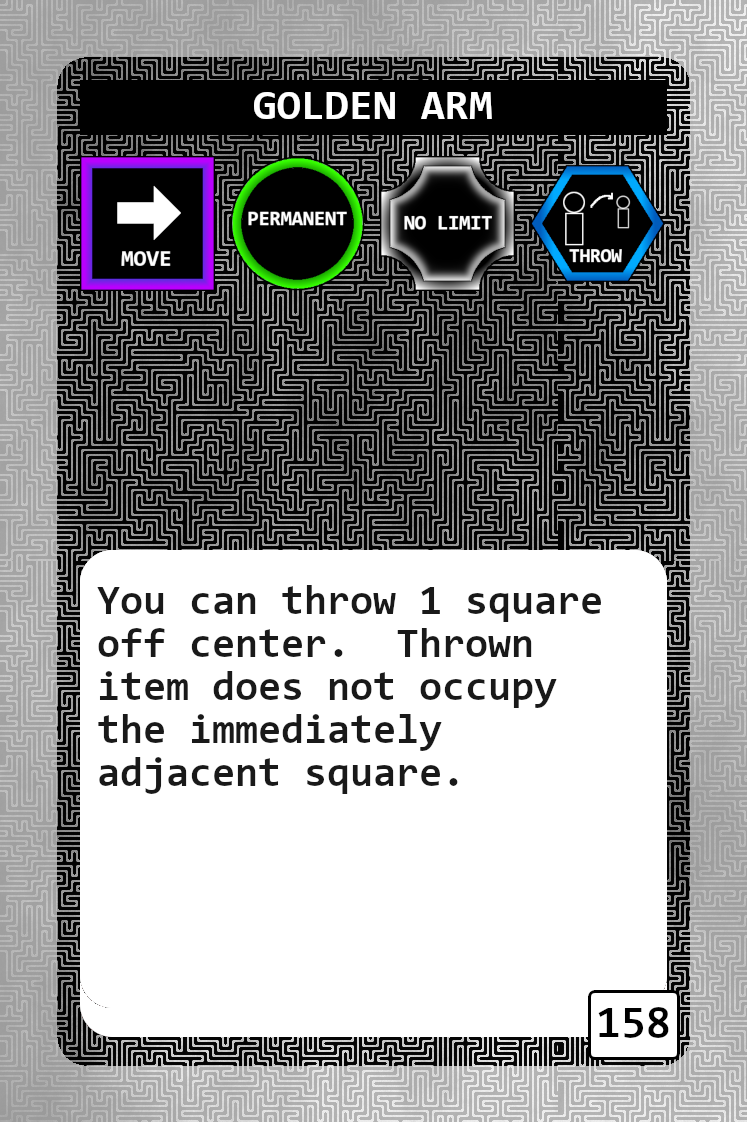 GOLDEN ARM
MOVE
PERMANENT
NO LIMIT
THROW
You can throw 1 square
off center.  Thrown
item does not occupy
the immediately
adjacent square.
158